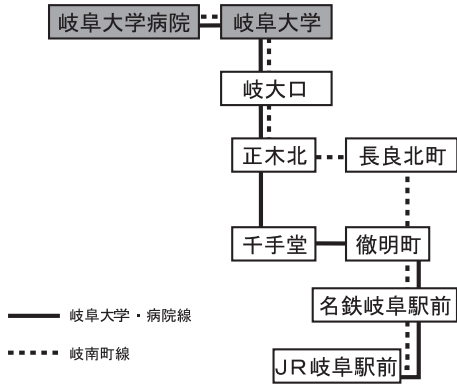 岐阜大学病院
岐阜大学
岐大口
正木北
長良北町
千手堂
徹明町
名鉄岐阜駅前
JR岐阜駅前
岐阜大学・病院線
岐南町線